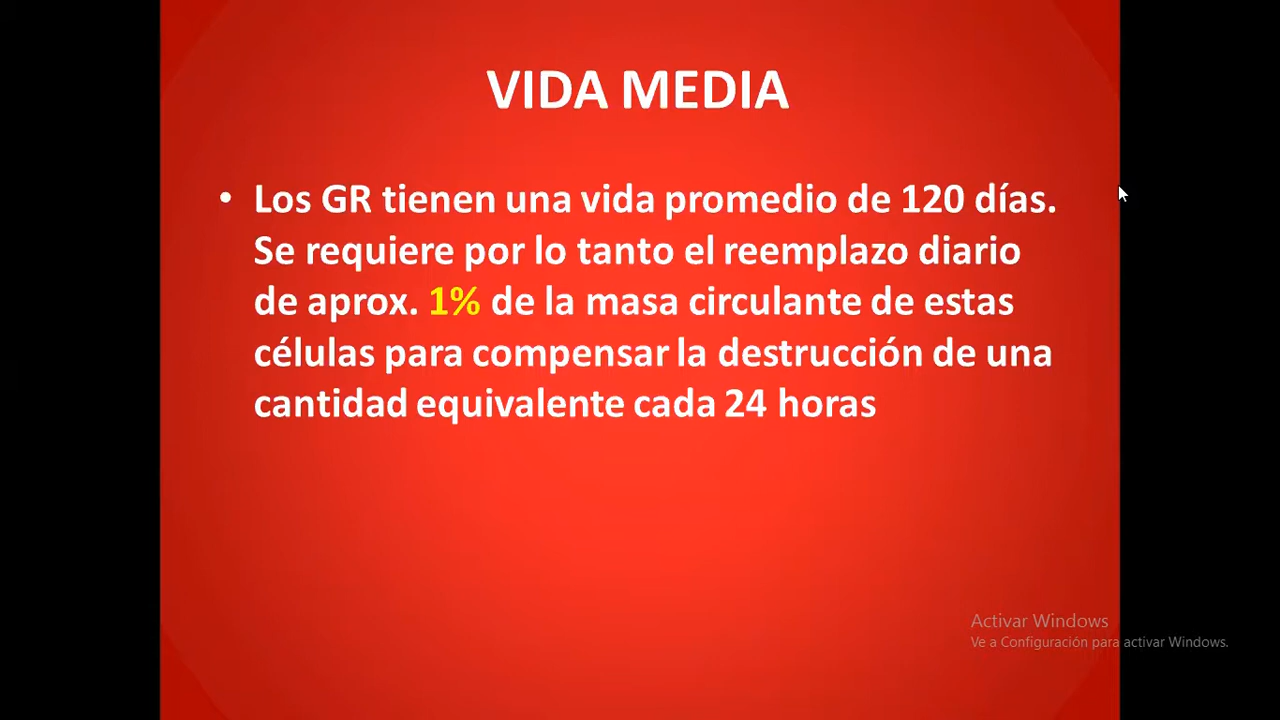 VIDA MEDIA
• Los GR tienen una vida promedio de 120 días.
Se requiere por lo tanto el reemplazo diario
de aprox. 1% de la masa circulante de estas
células para compensar la destrucción de una
cantidad equivalente cada 24 horas
Activar Windows
Ve a Configuración para activar Windows.